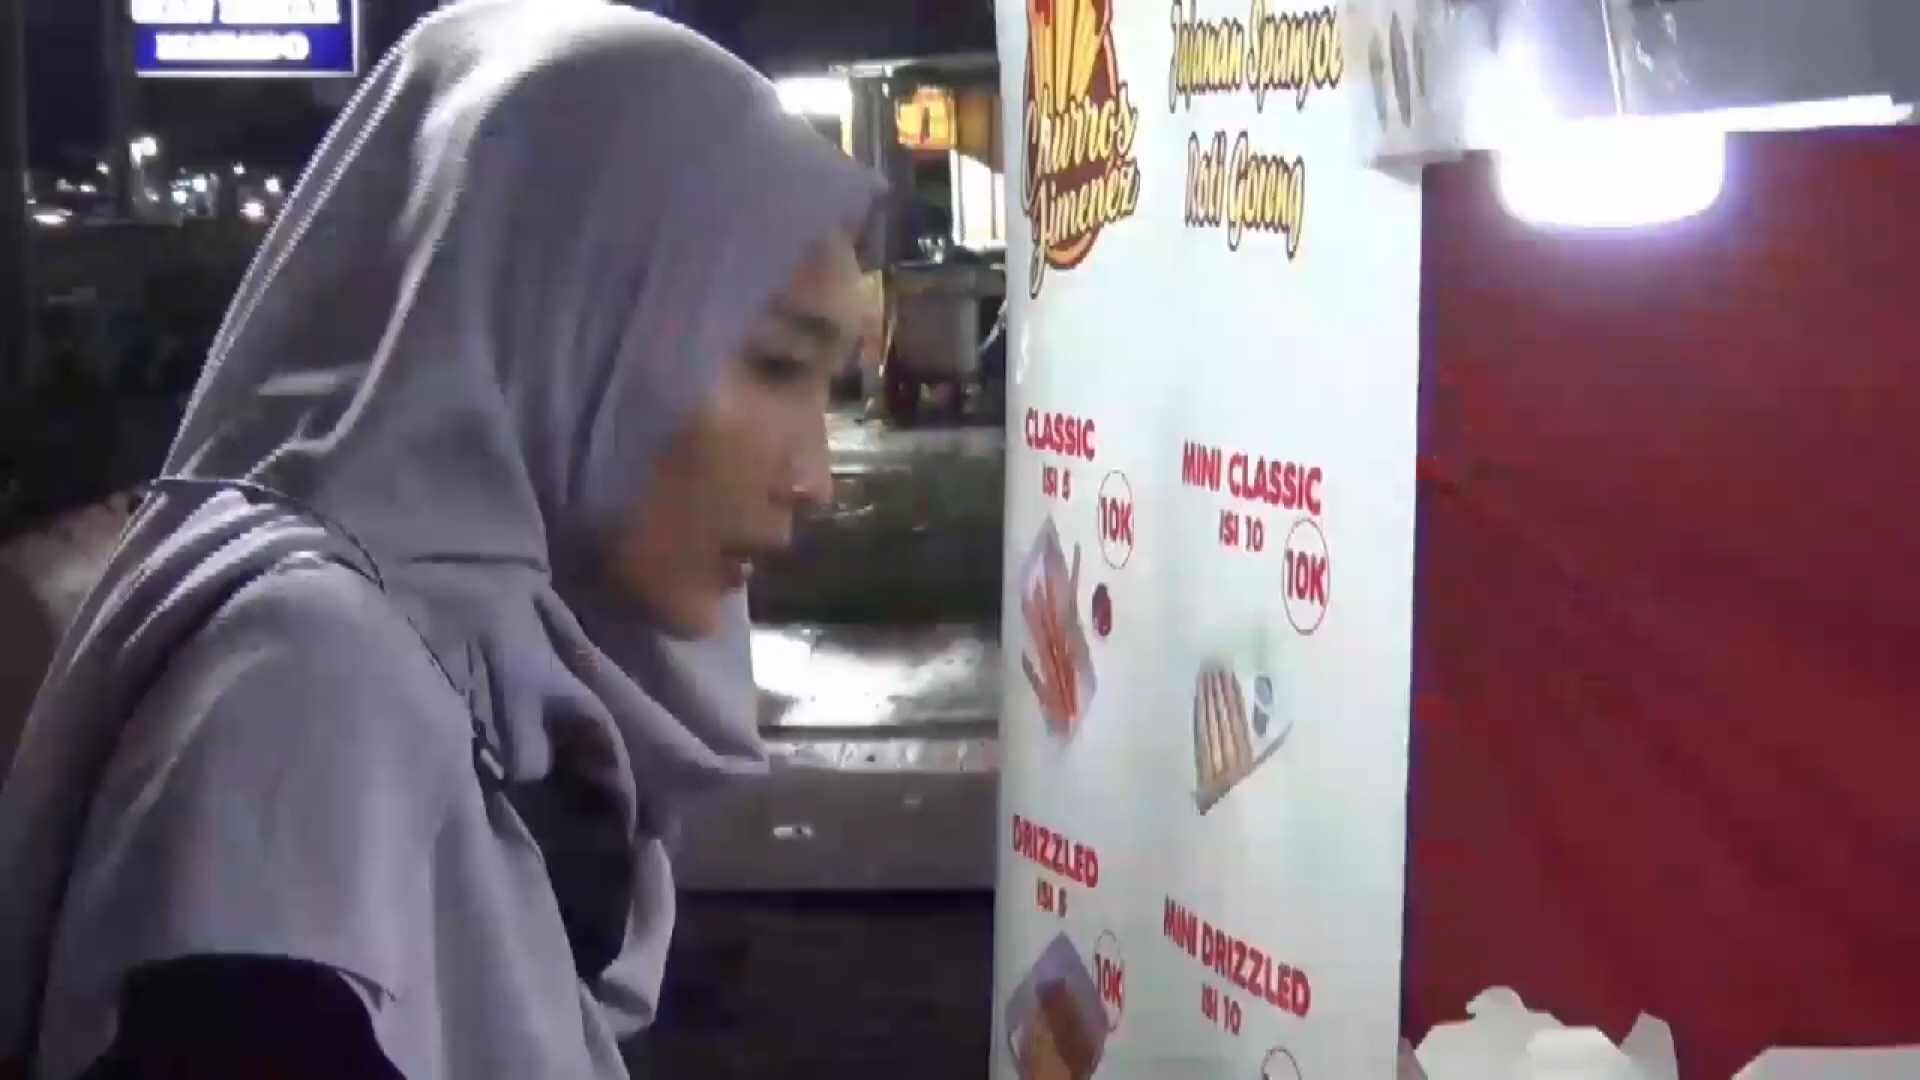 Churros
Jimenez
Jajanan Spanyol
Roti Goreng
CLASSIC
ISI 5
10K
MINI CLASSIC
ISI 10
10K
DRIZZLED
ISI 5
10K
MINI DRIZZLED
ISI 10